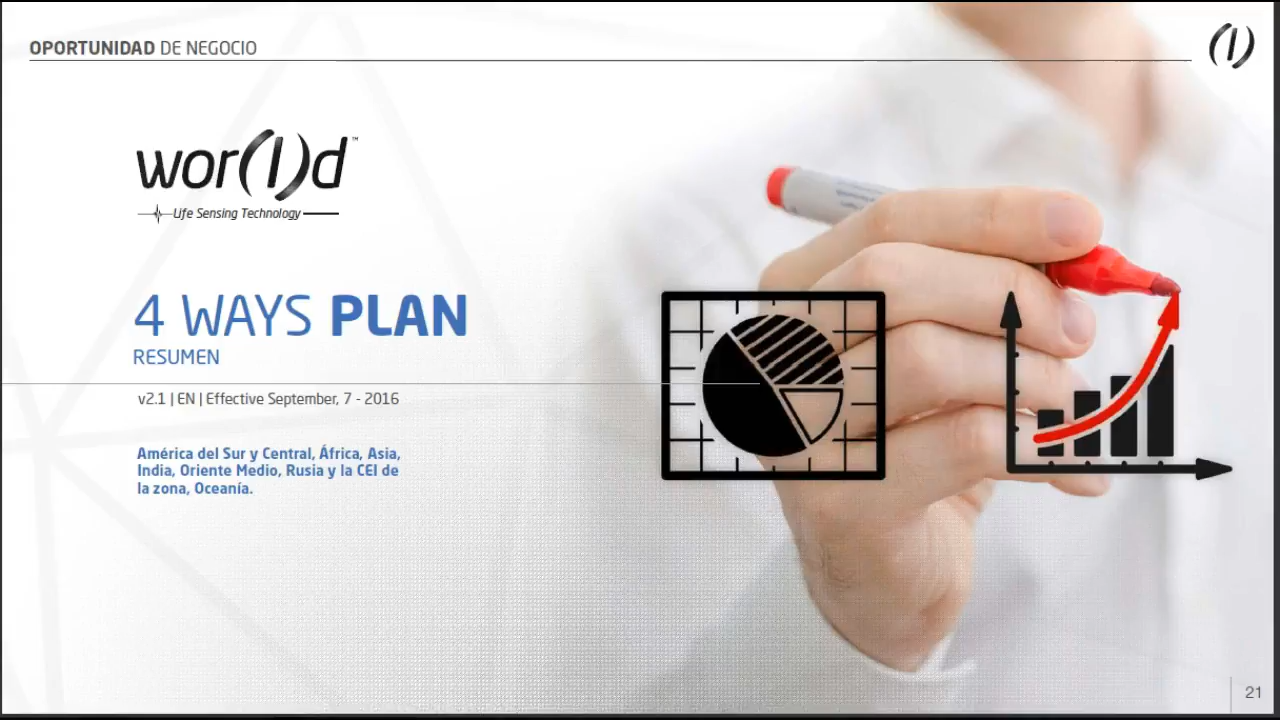 OPORTUNIDAD DE NEGOCIO
wor(l)d™
Life Sensing Technology
4 WAYS PLAN
RESUMEN
v2.1 | EN | Effective September, 7 - 2016
América del Sur y Central, África, Asia,
India, Oriente Medio, Rusia y la CEI de
la zona, Oceanía.
21